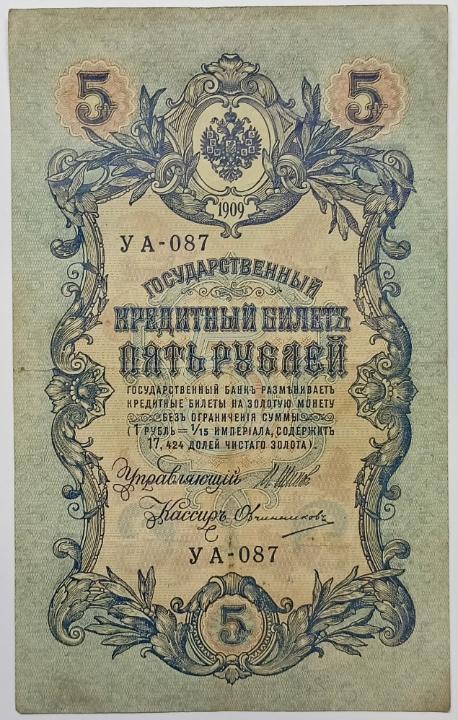 5 5
1909
УА-087
ГОСУДАРСТВЕННЫЙ
КРЕДИТНЫЙ БИЛЕТЪ
ПЯТЬ РУБЛЕЙ
ГОСУДАРСТВЕННЫЙ БАНКЪ РАЗМѢНИВАЕТЪ
КРЕДИТНЫЕ БИЛЕТЫ НА ЗОЛОТУЮ МОНЕТУ
БЕЗЪ ОГРАНИЧЕНІЯ СУММЫ
(1 РУБЛЬ = 1/15 ИМПЕРІАЛА, СОДЕРЖИТЪ
17,424 ДОЛЕЙ ЧИСТАГО ЗОЛОТА).
Управляющій И. Шиповъ
Кассиръ Овчинниковъ
УА-087
5